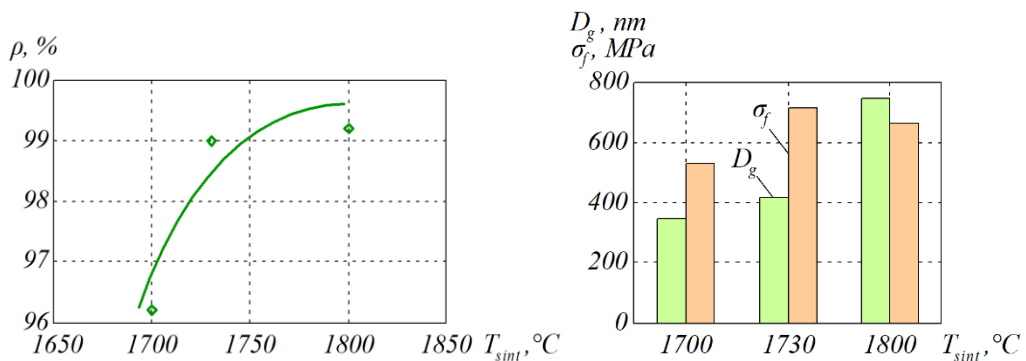 ρ, %
100
99
98
97
96
1650 1700 1750 1800 1850 T_sint, °C
D_g, nm
σ_f, MPa
800
600
400
200
0
σ_f
D_g
1700 1730 1800 T_sint, °C